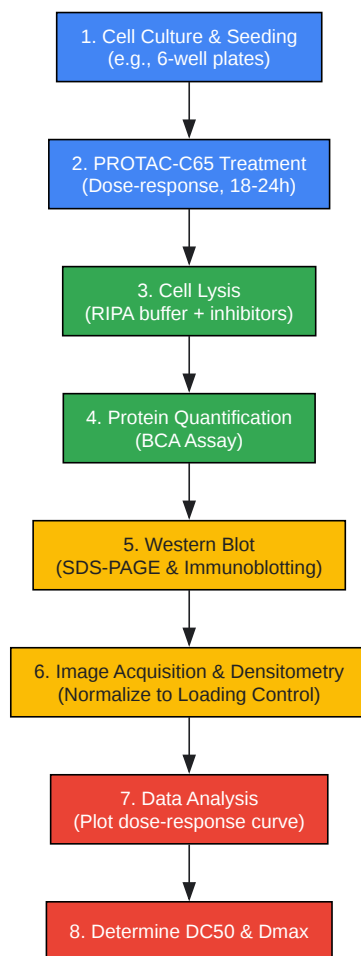 1. Cell Culture & Seeding
(e.g., 6-well plates)
2. PROTAC-C65 Treatment
(Dose-response, 18-24h)
3. Cell Lysis
(RIPA buffer + inhibitors)
4. Protein Quantification
(BCA Assay)
5. Western Blot
(SDS-PAGE & Immunoblotting)
6. Image Acquisition & Densitometry
(Normalize to Loading Control)
7. Data Analysis
(Plot dose-response curve)
8. Determine DC50 & Dmax